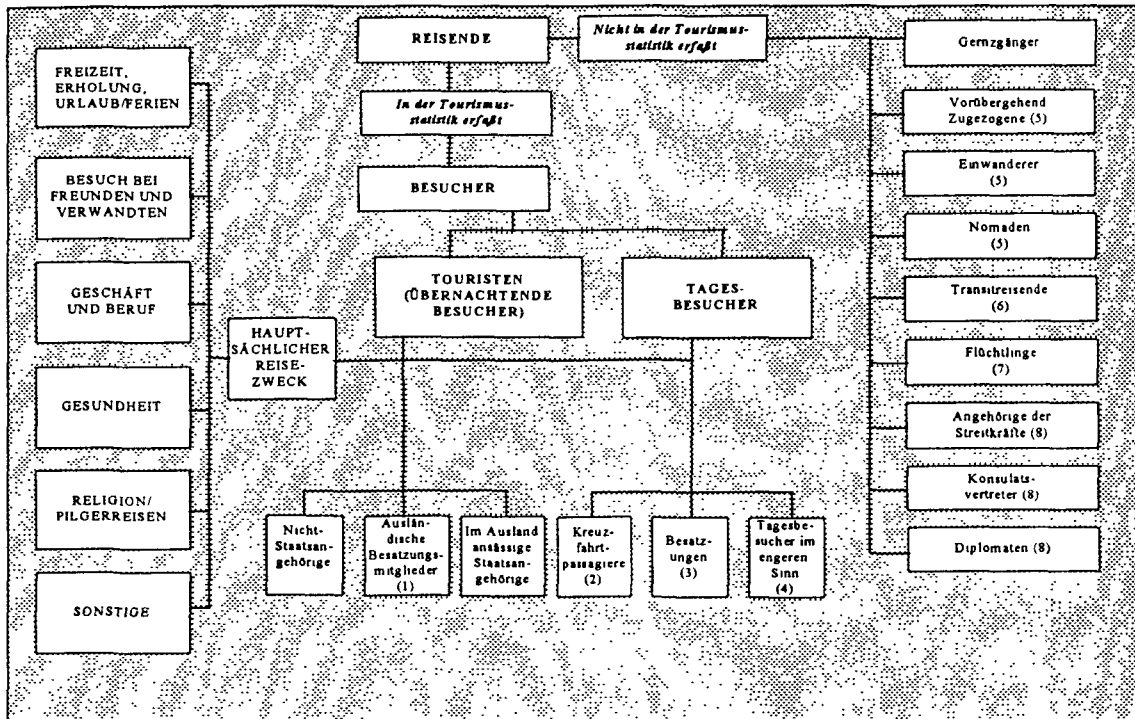 REISENDE
Nicht in der Tourismus-
statistik erfaßt
In der Tourismus-
statistik erfaßt
BESUCHER
TOURISTEN
(ÜBERNACHTENDE
BESUCHER)
TAGES-
BESUCHER
HAUPT-
SÄCHLICHER
REISE-
ZWECK
FREIZEIT,
ERHOLUNG,
URLAUB/FERIEN
BESUCH BEI
FREUNDEN UND
VERWANDTEN
GESCHÄFT
UND BERUF
GESUNDHEIT
RELIGION/
PILGERREISEN
SONSTIGE
Nicht-
Staatsan-
gehörige
Auslän-
dische
Besatzungs-
mitglieder
(1)
Im Ausland
ansässige
Staatsan-
gehörige
Kreuz-
fahrt-
passagiere
(2)
Besatz-
ungen
(3)
Tagesbe-
sucher im
engeren
Sinn
(4)
Gernzgänger
Vorübergehend
Zugezogene (5)
Einwanderer
(5)
Nomaden
(5)
Transitreisende
(6)
Flüchtlinge
(7)
Angehörige der
Streitkräfte (8)
Konsulats-
vertreter (8)
Diplomaten (8)